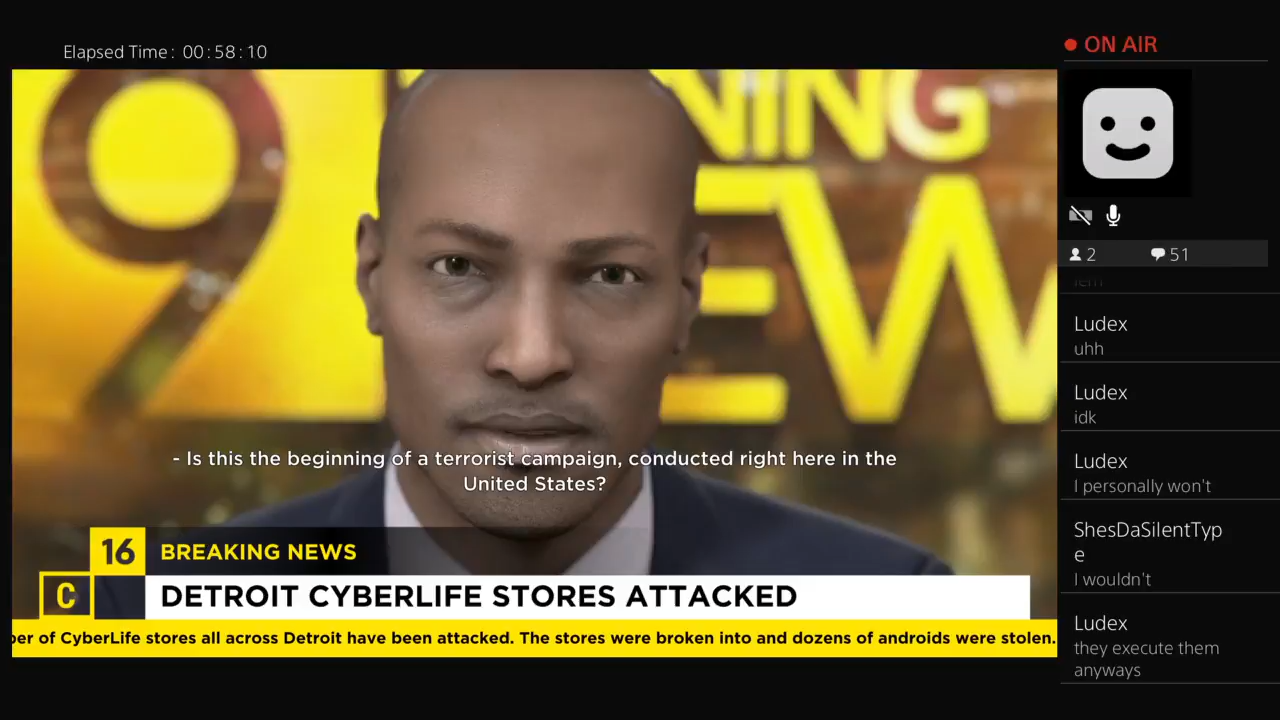 Elapsed Time: 00:58:10
ON AIR
9
NING
EW
2
51
Ludex
uhh
Ludex
idk
Ludex
I personally won't
ShesDaSilentTyp
e
I wouldn't
Ludex
they execute them
anyways
- Is this the beginning of a terrorist campaign, conducted right here in the
United States?
16
BREAKING NEWS
C
DETROIT CYBERLIFE STORES ATTACKED
of CyberLife stores all across Detroit have been attacked. The stores were broken into and dozens of androids were stolen.